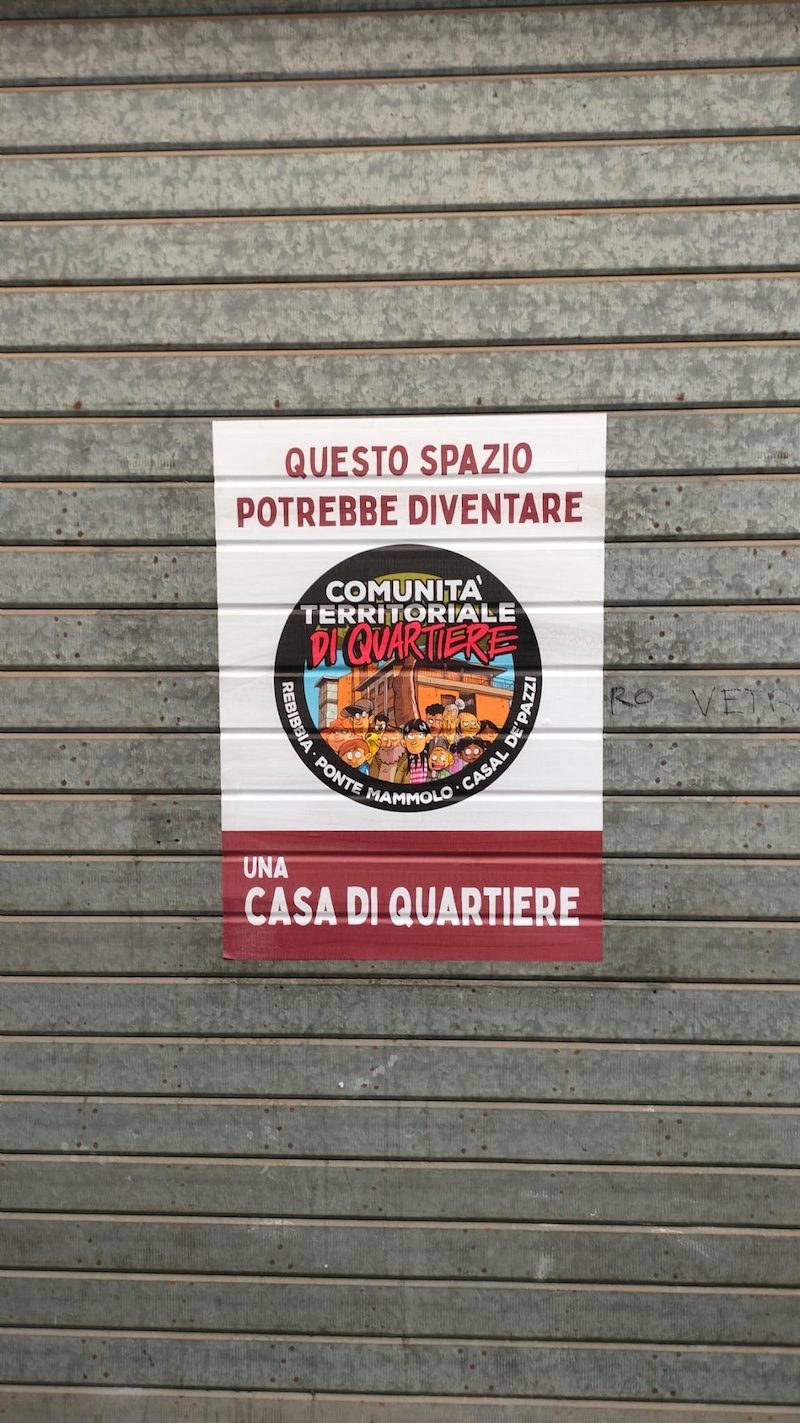 QUESTO SPAZIO
POTREBBE DIVENTARE
COMUNITA'
TERRITORIALE
DI QUARTIERE
REBIBBIA · PONTE MAMMOLO · CASAL DE' PAZZI
UNA
CASA DI QUARTIERE